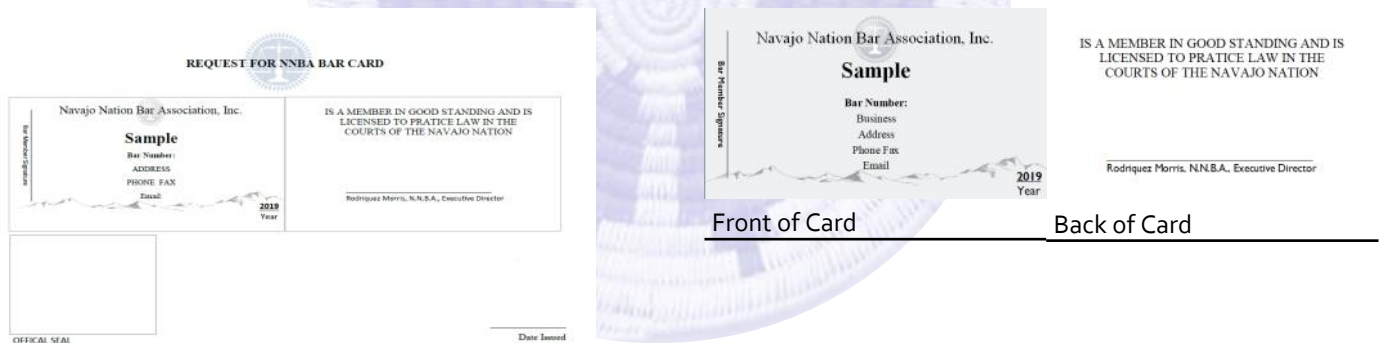 REQUEST FOR NNBA BAR CARD
Navajo Nation Bar Association, Inc.
Sample
Bar Number:
ADDRESS
PHONE FAX
Email:
Bar Member Signature
2019
Year
IS A MEMBER IN GOOD STANDING AND IS
LICENSED TO PRATICE LAW IN THE
COURTS OF THE NAVAJO NATION
Rodriquez Morris, N.N.B.A., Executive Director
OFFICAL SEAL
Date Issued
Navajo Nation Bar Association, Inc.
Sample
Bar Number:
Business
Address
Phone Fax
Email
Bar Member Signature
2019
Year
Front of Card
IS A MEMBER IN GOOD STANDING AND IS
LICENSED TO PRATICE LAW IN THE
COURTS OF THE NAVAJO NATION
Rodriquez Morris, N.N.B.A., Executive Director
Back of Card